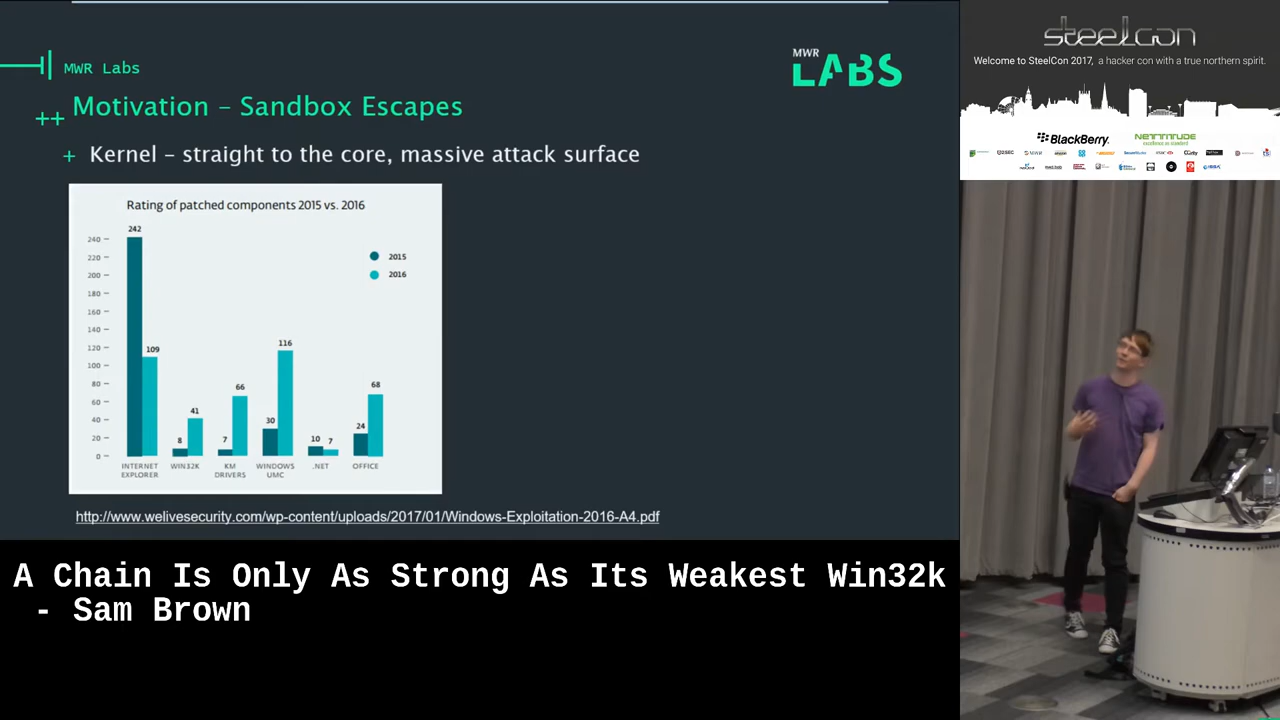 MWR Labs
MWR
LABS
++ Motivation – Sandbox Escapes
+ Kernel – straight to the core, massive attack surface
Rating of patched components 2015 vs. 2016
242
240
220
200
180
160
140
120
100
80
60
40
20
0
2015
2016
109
8
41
7
66
30
116
10
7
24
68
INTERNET EXPLORER
WIN32K
KM DRIVERS
WINDOWS UMC
.NET
OFFICE
http://www.welivesecurity.com/wp-content/uploads/2017/01/Windows-Exploitation-2016-A4.pdf
A Chain Is Only As Strong As Its Weakest Win32k
- Sam Brown
steelcon
Welcome to SteelCon 2017, a hacker con with a true northern spirit.
BlackBerry
NETTITUDE